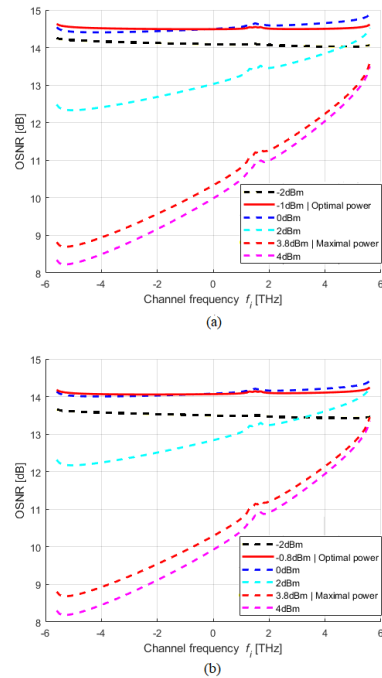 15
14
13
12
11
10
9
8
OSNR [dB]
-2dBm
-1dBm | Optimal power
0dBm
2dBm
3.8dBm | Maximal power
4dBm
-6 -4 -2 0 2 4 6
Channel frequency fi [THz]
(a)
15
14
13
12
11
10
9
8
OSNR [dB]
-2dBm
-0.8dBm | Optimal power
0dBm
2dBm
3.8dBm | Maximal power
4dBm
-6 -4 -2 0 2 4 6
Channel frequency fi [THz]
(b)